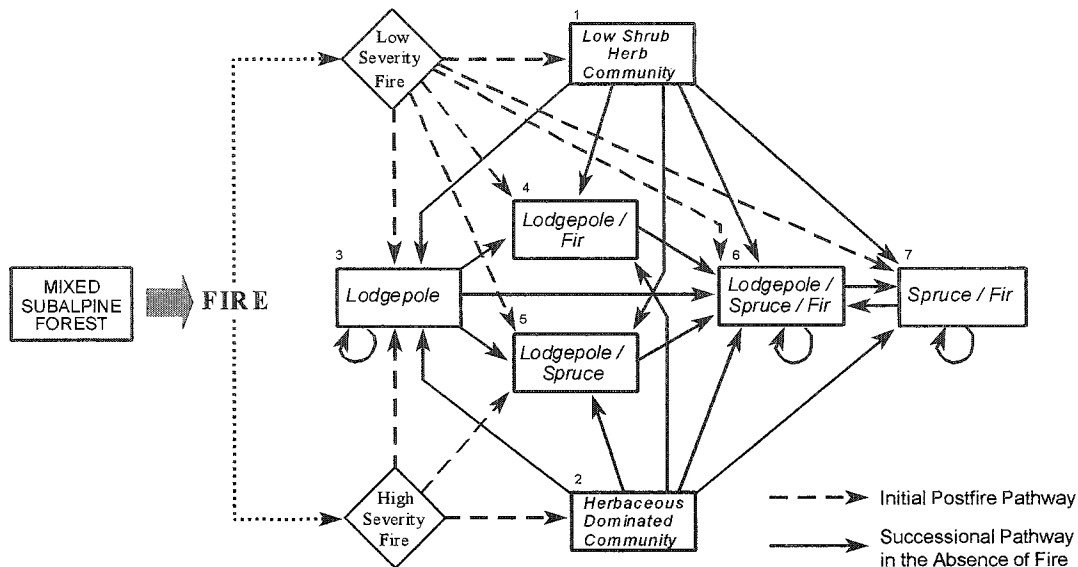 1
Low Shrub
Herb
Community
Low
Severity
Fire
4
Lodgepole /
Fir
3
Lodgepole
6
Lodgepole /
Spruce / Fir
7
Spruce / Fir
MIXED
SUBALPINE
FOREST
FIRE
5
Lodgepole /
Spruce
2
Herbaceous
Dominated
Community
High
Severity
Fire
Initial Postfire Pathway
Successional Pathway
in the Absence of Fire